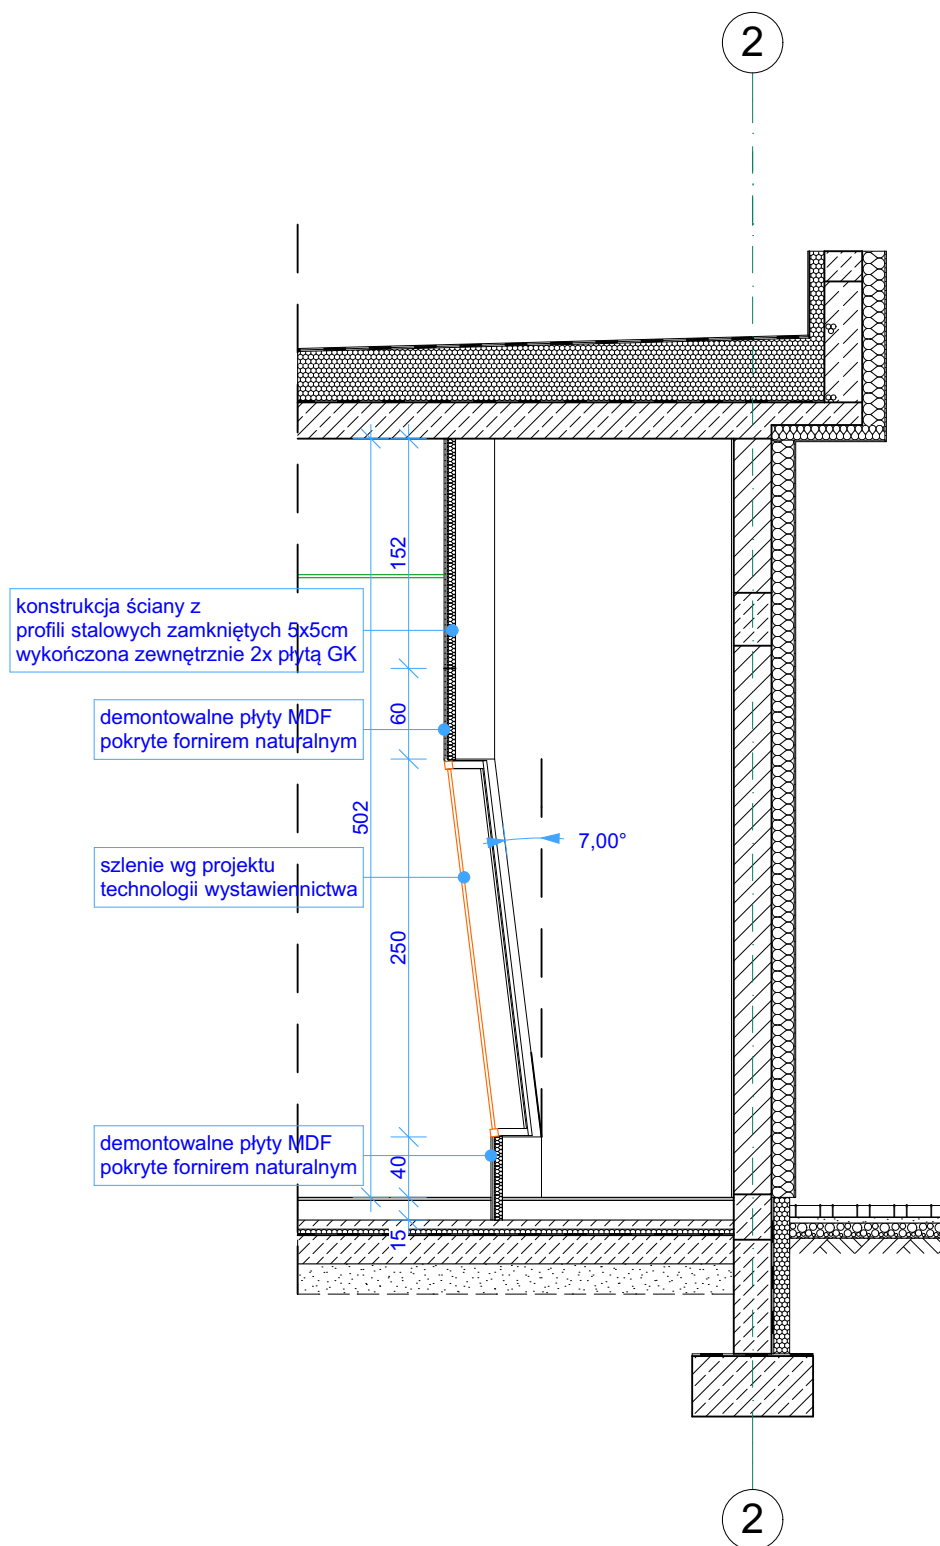 2
152
konstrukcja ściany z
profili stalowych zamkniętych 5x5cm
wykończona zewnętrznie 2x płytą GK
60
demontowalne płyty MDF
pokryte fornirem naturalnym
502
7,00°
szlenie wg projektu
technologii wystawiennictwa
250
demontowalne płyty MDF
pokryte fornirem naturalnym
40
15
2